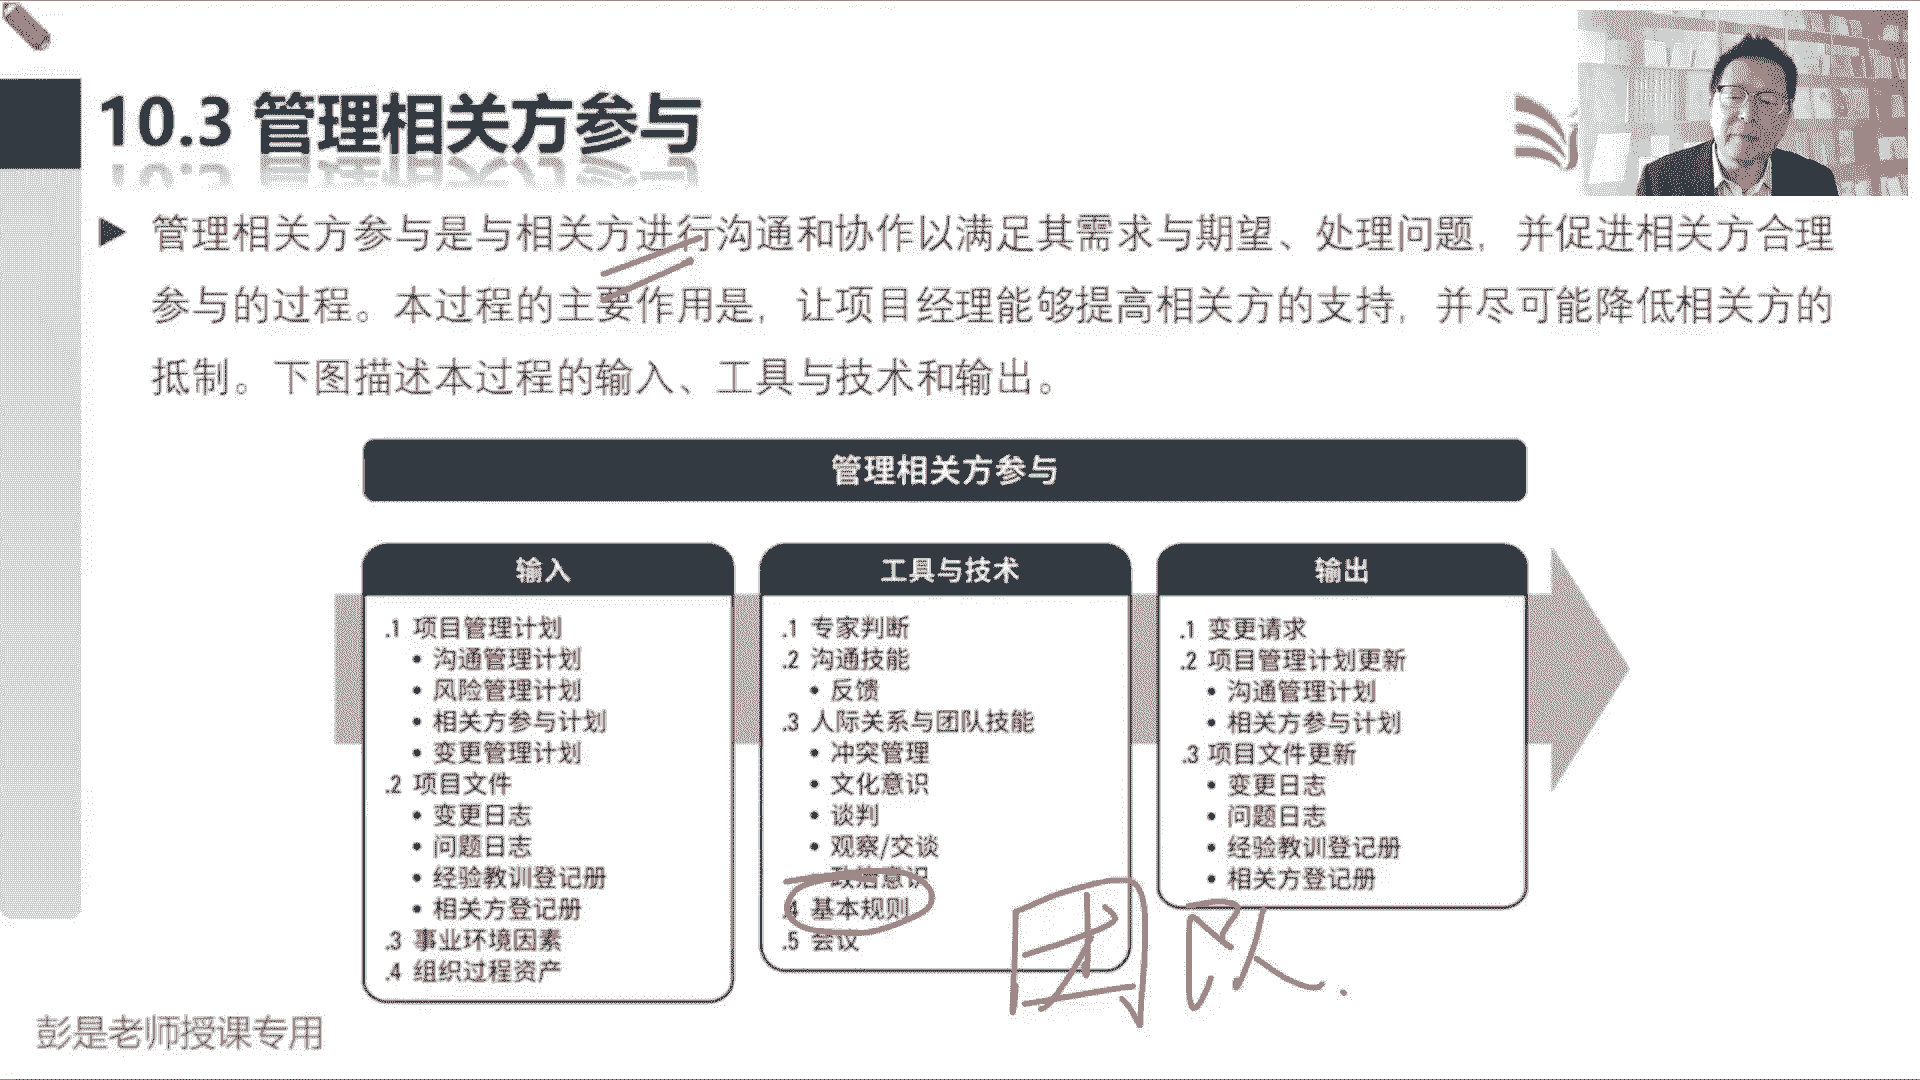 10.3 管理相关方参与
管理相关方参与是与相关方进行沟通和协作以满足其需求与期望、处理问题，并促进相关方合理
参与的过程。本过程的主要作用是，让项目经理能够提高相关方的支持，并尽可能降低相关方的
抵制。下图描述本过程的输入、工具与技术和输出。
管理相关方参与
输入
.1 项目管理计划
• 沟通管理计划
• 风险管理计划
• 相关方参与计划
• 变更管理计划
.2 项目文件
• 变更日志
• 问题日志
• 经验教训登记册
• 相关方登记册
.3 事业环境因素
.4 组织过程资产
工具与技术
.1 专家判断
.2 沟通技能
• 反馈
.3 人际关系与团队技能
• 冲突管理
• 文化意识
• 谈判
• 观察/交谈
• 政治意识
.4 基本规则
.5 会议
输出
.1 变更请求
.2 项目管理计划更新
• 沟通管理计划
• 相关方参与计划
.3 项目文件更新
• 变更日志
• 问题日志
• 经验教训登记册
• 相关方登记册
团队.
彭是老师授课专用